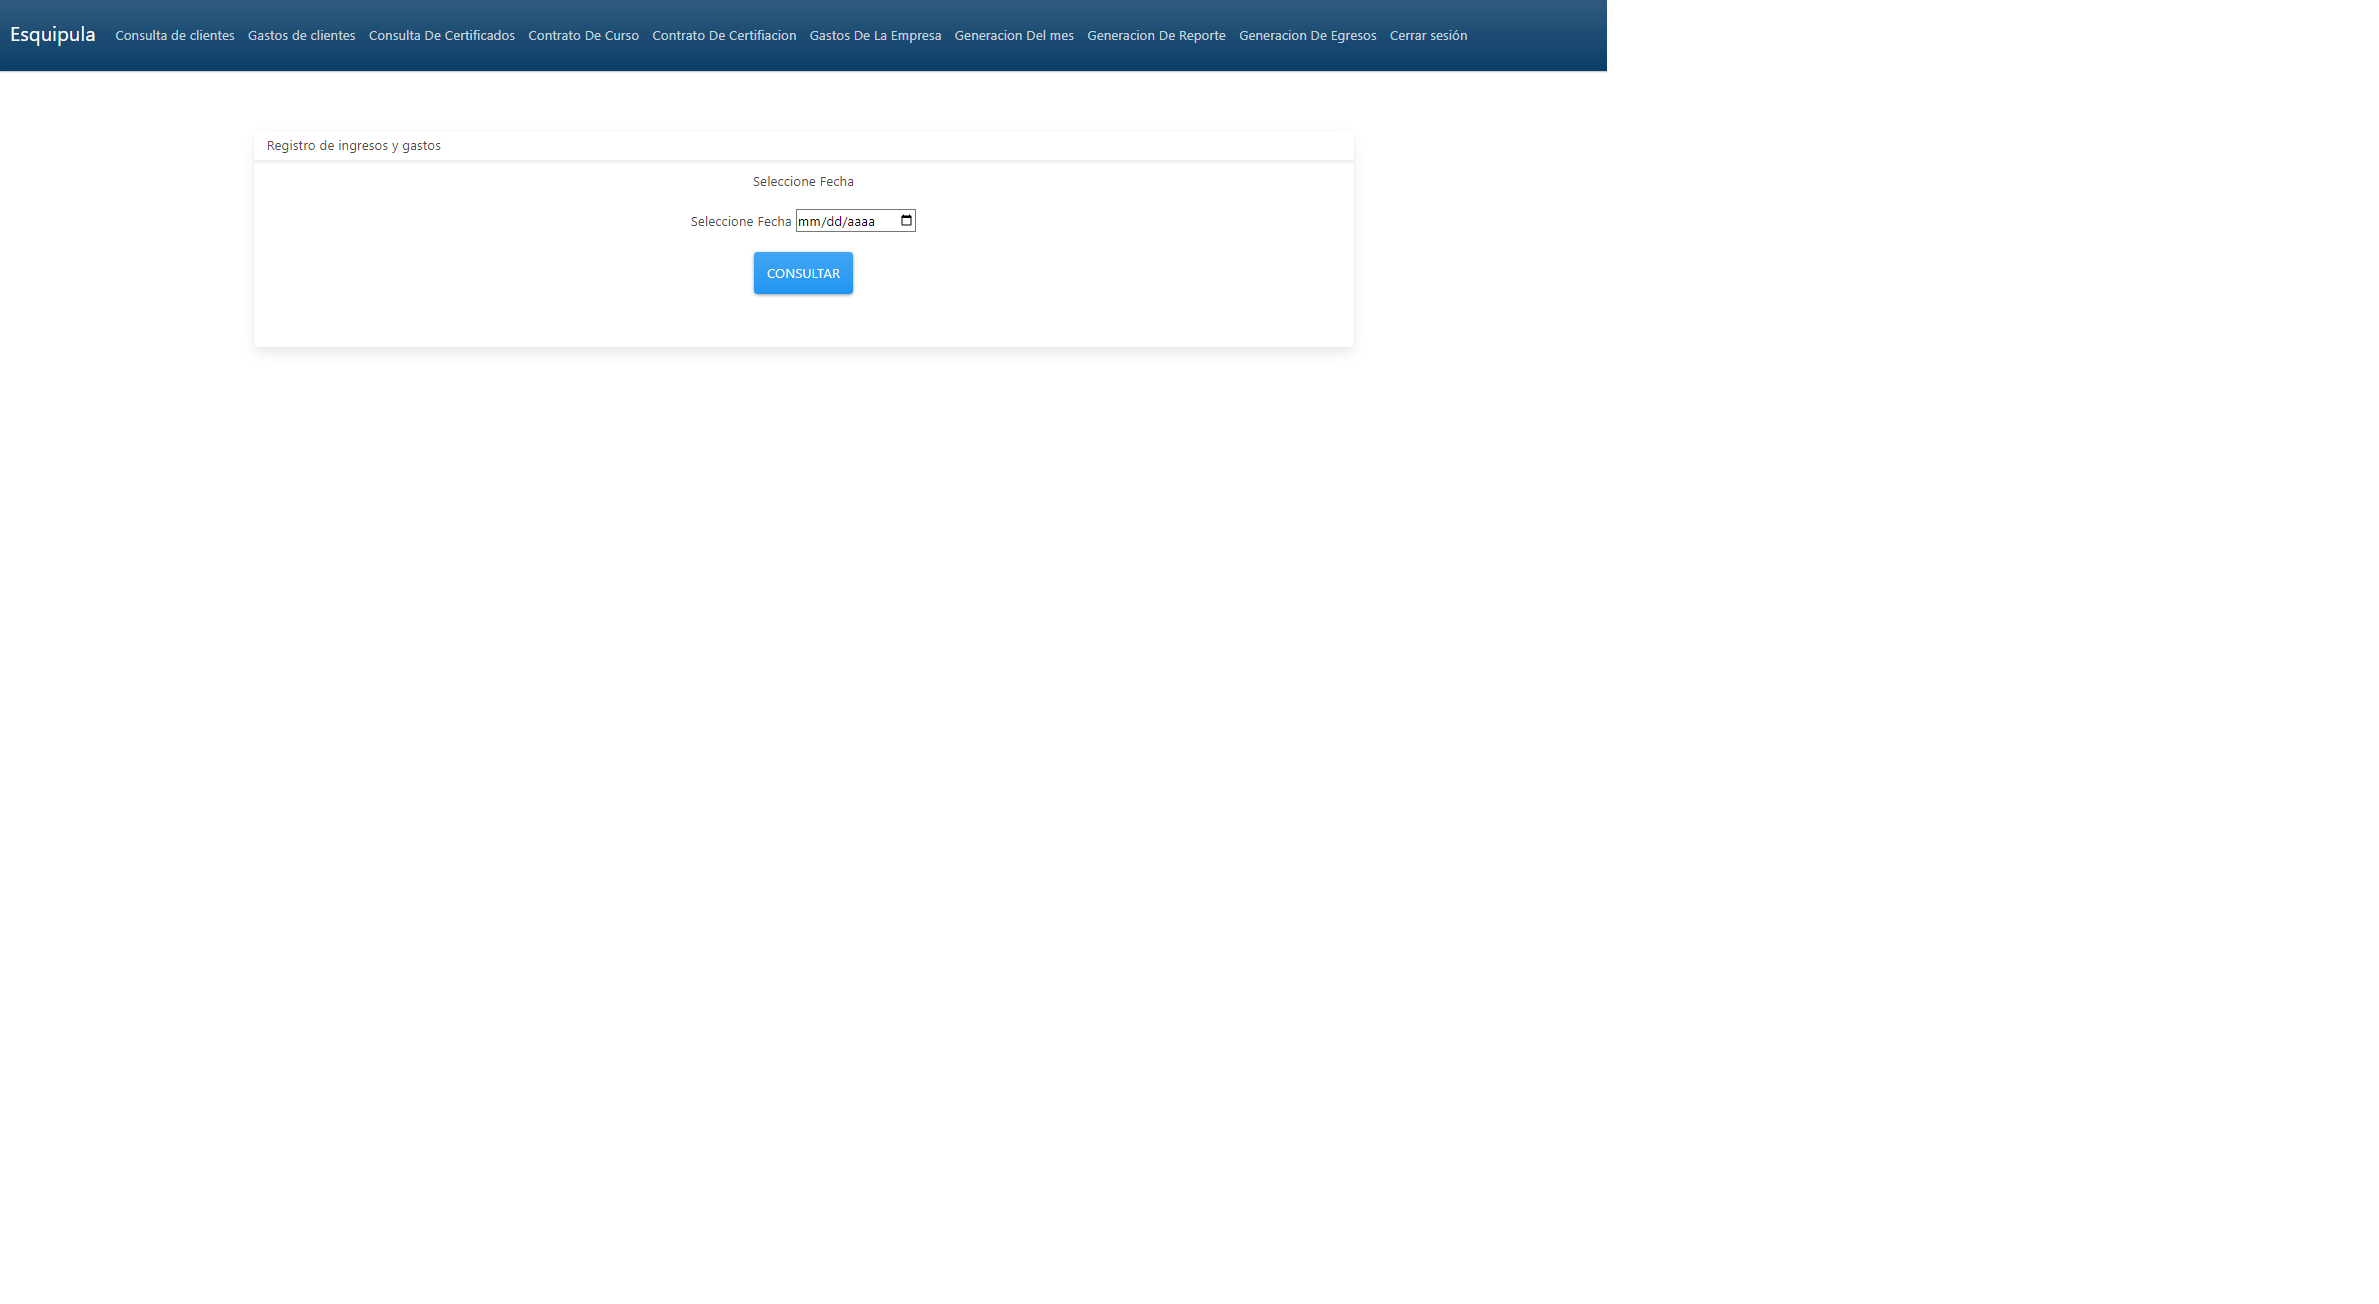 Esquipula Consulta de clientes Gastos de clientes Consulta De Certificados Contrato De Curso Contrato De Certifiacion Gastos De La Empresa Generacion Del mes Generacion De Reporte Generacion De Egresos Cerrar sesión
Registro de ingresos y gastos
Seleccione Fecha
Seleccione Fecha mm/dd/aaaa
CONSULTAR